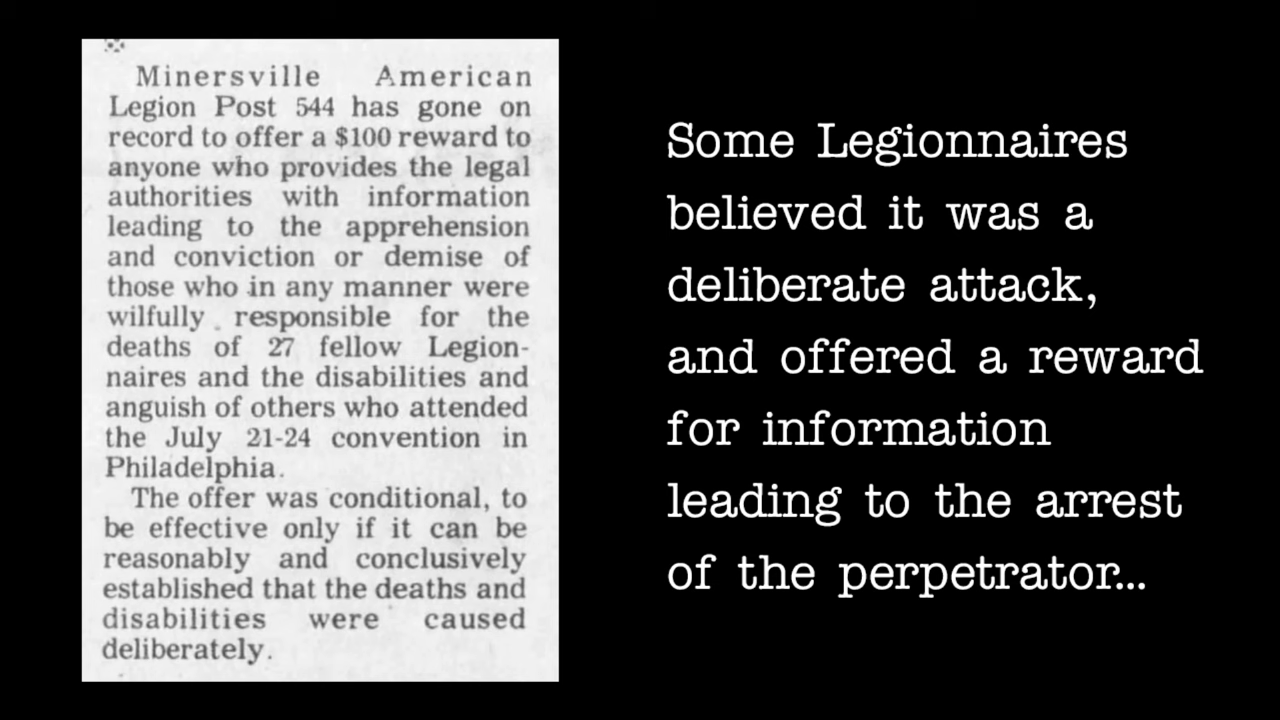 Minersville American
Legion Post 544 has gone on
record to offer a $100 reward to
anyone who provides the legal
authorities with information
leading to the apprehension
and conviction or demise of
those who in any manner were
wilfully responsible for the
deaths of 27 fellow Legion-
naires and the disabilities and
anguish of others who attended
the July 21-24 convention in
Philadelphia.
The offer was conditional, to
be effective only if it can be
reasonably and conclusively
established that the deaths and
disabilities were caused
deliberately.
Some Legionnaires
believed it was a
deliberate attack,
and offered a reward
for information
leading to the arrest
of the perpetrator...